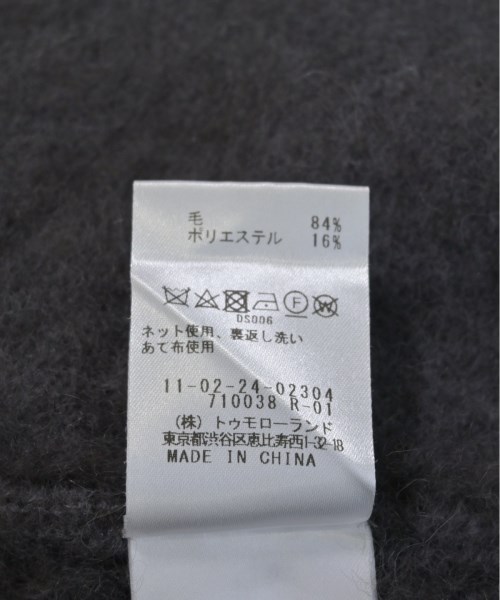 毛 84%
ポリエステル 16%
F W
DS006
ネット使用、裏返し洗い
あて布使用
11-02-24-02304
710038 R-01
(株)トゥモローランド
東京都渋谷区恵比寿西1-32-18
MADE IN CHINA